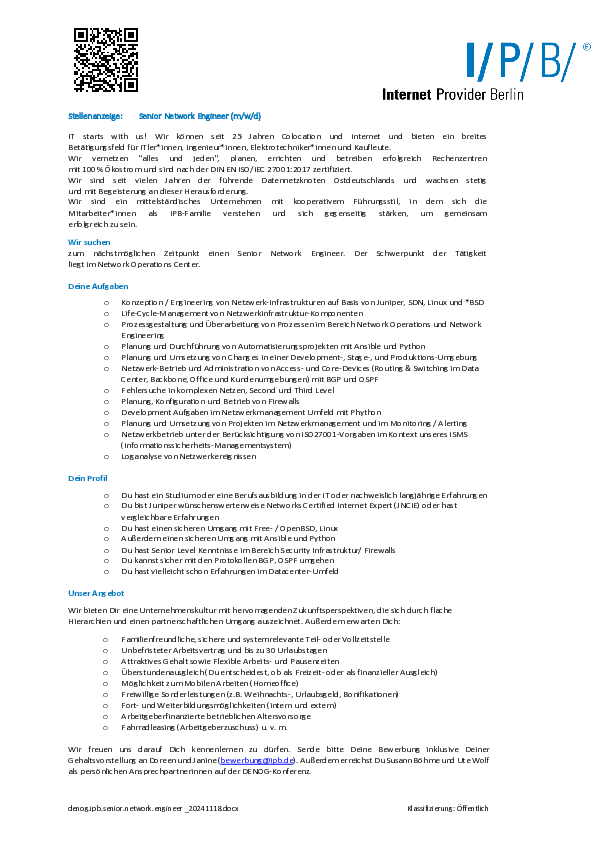 I/P/B/®
Internet Provider Berlin
Stellenanzeige: Senior Network Engineer (m/w/d)
IT starts with us! Wir können seit 25 Jahren Colocation und Internet und bieten ein breites
Betätigungsfeld für ITler*innen, Ingenieur*innen, Elektrotechniker*innen und Kaufleute.
Wir vernetzen "alles und jeden", planen, errichten und betreiben erfolgreich Rechenzentren
mit 100 % Ökostrom und sind nach der DIN EN ISO/IEC 27001:2017 zertifiziert.
Wir sind seit vielen Jahren der führende Datennetzknoten Ostdeutschlands und wachsen stetig
und mit Begeisterung an dieser Herausforderung.
Wir sind ein mittelständisches Unternehmen mit kooperativem Führungsstil, in dem sich die
Mitarbeiter*innen als IPB-Familie verstehen und sich gegenseitig stärken, um gemeinsam
erfolgreich zu sein.
Wir suchen
zum nächstmöglichen Zeitpunkt einen Senior Network Engineer. Der Schwerpunkt der Tätigkeit
liegt im Network Operations Center.
Deine Aufgaben
o Konzeption / Engineering von Netzwerk-Infrastrukturen auf Basis von Juniper, SDN, Linux und *BSD
o Life-Cycle-Management von Netzwerkinfrastruktur-Komponenten
o Prozessgestaltung und Überarbeitung von Prozessen im Bereich Network Operations und Network
Engineering
o Planung und Durchführung von Automatisierungsprojekten mit Ansible und Python
o Planung und Umsetzung von Changes in einer Development-, Stage-, und Produktions-Umgebung
o Netzwerk-Betrieb und Administration von Access- und Core-Devices (Routing & Switching im Data
Center, Backbone, Office und Kundenumgebungen) mit BGP und OSPF
o Fehlersuche in komplexen Netzen, Second und Third Level
o Planung, Konfiguration und Betrieb von Firewalls
o Development Aufgaben im Netzwerkmanagement Umfeld mit Phython
o Planung und Umsetzung von Projekten im Netzwerkmanagement und im Monitoring / Alerting
o Netzwerkbetrieb unter der Berücksichtigung von ISO27001-Vorgaben im Kontext unseres ISMS
(Informationssicherheits-Managementsystem)
o Loganalyse von Netzwerkereignissen
Dein Profil
o Du hast ein Studium oder eine Berufsausbildung in der IT oder nachweislich langjährige Erfahrungen
o Du bist Juniper wünschenswerterweise Networks Certified Internet Expert (JNCIE) oder hast
vergleichbare Erfahrungen
o Du hast einen sicheren Umgang mit Free- / OpenBSD, Linux
o Außerdem einen sicheren Umgang mit Ansible und Python
o Du hast Senior Level Kenntnisse im Bereich Security Infrastruktur/ Firewalls
o Du kannst sicher mit den Protokollen BGP, OSPF umgehen
o Du hast vielleicht schon Erfahrungen im Datacenter-Umfeld
Unser Angebot
Wir bieten Dir eine Unternehmenskultur mit hervorragenden Zukunftsperspektiven, die sich durch flache
Hierarchien und einen partnerschaftlichen Umgang auszeichnet. Außerdem erwarten Dich:
o Familienfreundliche, sichere und systemrelevante Teil- oder Vollzeitstelle
o Unbefristeter Arbeitsvertrag und bis zu 30 Urlaubstagen
o Attraktives Gehalt sowie Flexible Arbeits- und Pausenzeiten
o Überstundenausgleich (Du entscheidest, ob als Freizeit- oder als finanzieller Ausgleich)
o Möglichkeit zum Mobilen Arbeiten (Homeoffice)
o Freiwillige Sonderleistungen (z.B. Weihnachts-, Urlaubsgeld, Bonifikationen)
o Fort- und Weiterbildungsmöglichkeiten (intern und extern)
o Arbeitgeberfinanzierte betrieblichen Altersvorsorge
o Fahrradleasing (Arbeitgeberzuschuss) u. v. m.
Wir freuen uns darauf Dich kennenlernen zu dürfen. Sende bitte Deine Bewerbung inklusive Deiner
Gehaltsvorstellung an Doreen und Janine (bewerbung@ipb.de). Außerdem erreichst Du Susann Böhme und Ute Wolf
als persönlichen Ansprechpartnerinnen auf der DENOG-Konferenz.
denog.ipb.senior.network.engineer _20241118.docx Klassifizierung: Öffentlich